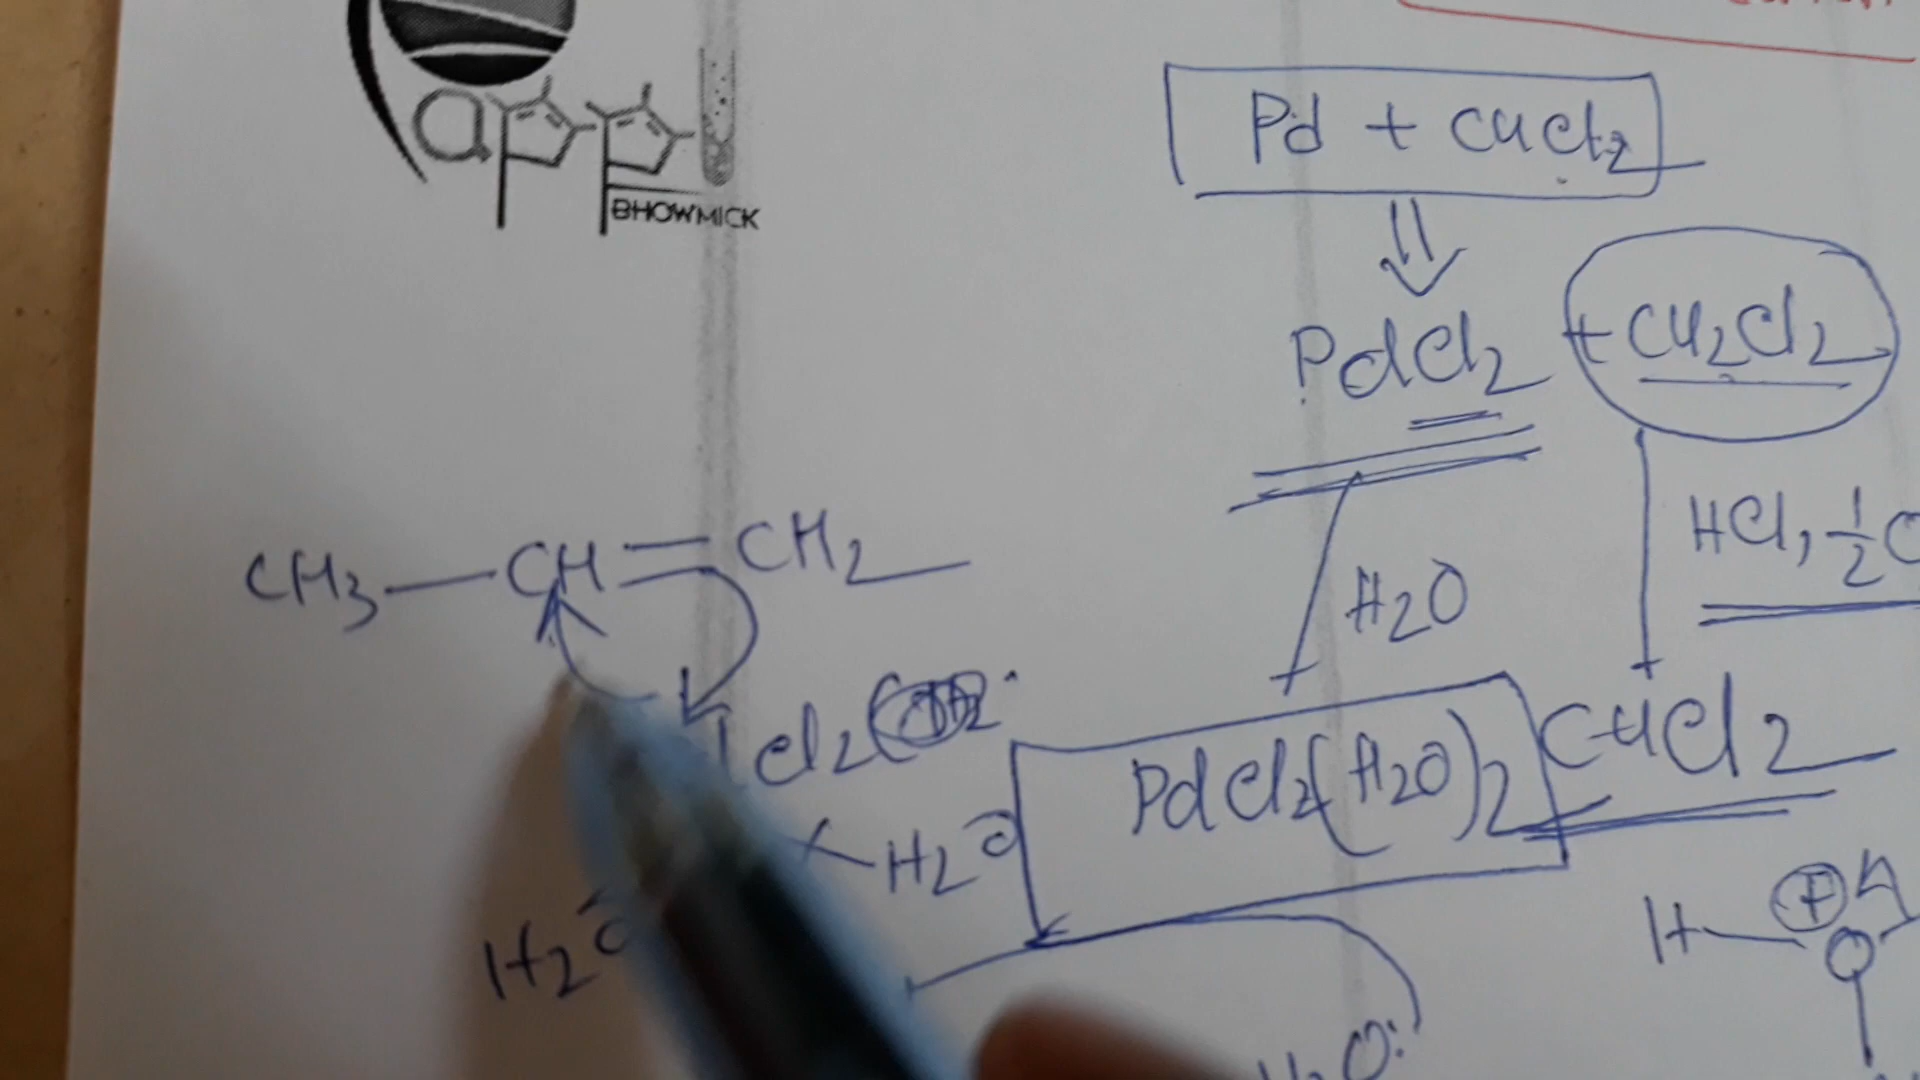 BHOWMICK
Pd + CuCl2
PdCl2 + Cu2Cl2
HCl, 1/2
H2O
CH3—CH=CH2
Cl2
PdCl2(H2O)2 CuCl2
H2O
H2O
H—O
H2O: